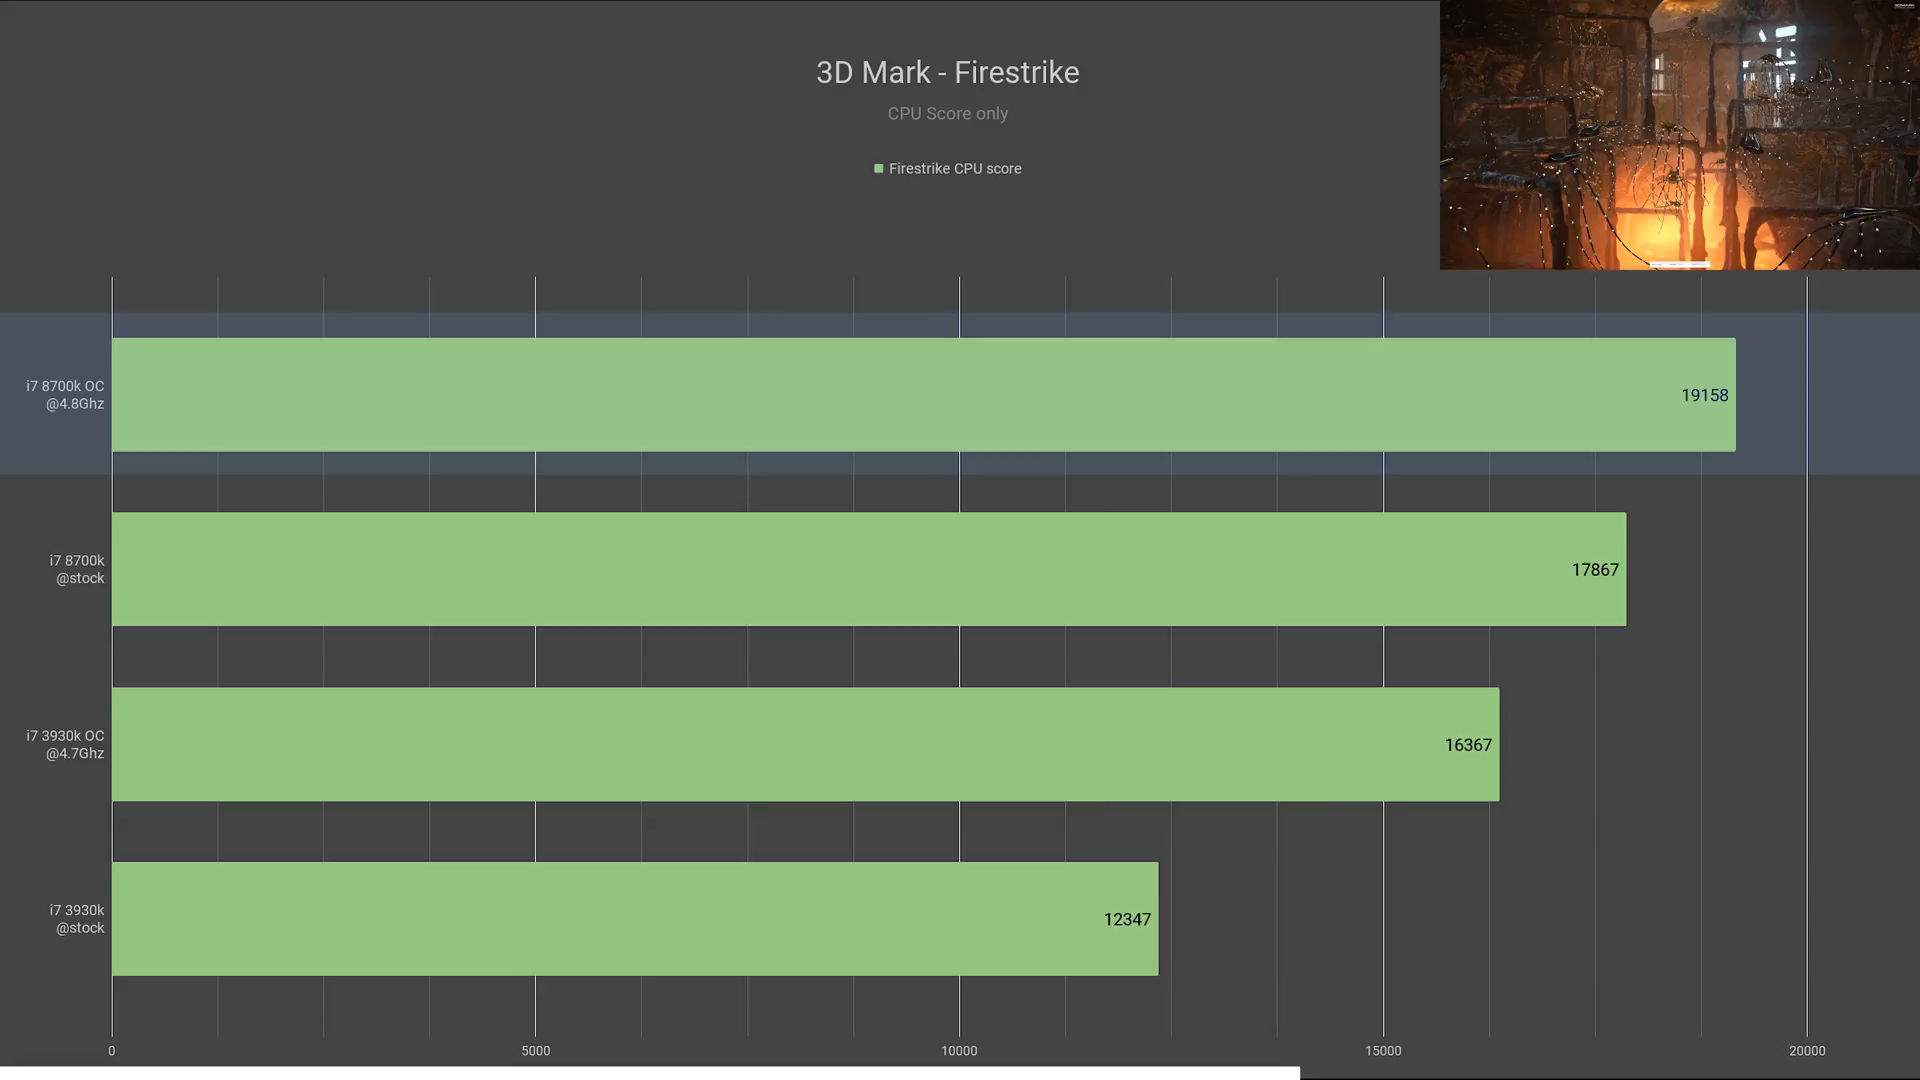 3D Mark - Firestrike
CPU Score only
Firestrike CPU score
i7 8700k OC
@4.8Ghz
19158
i7 8700k
@stock
17867
i7 3930k OC
@4.7Ghz
16367
i7 3930k
@stock
12347
0
5000
10000
15000
20000